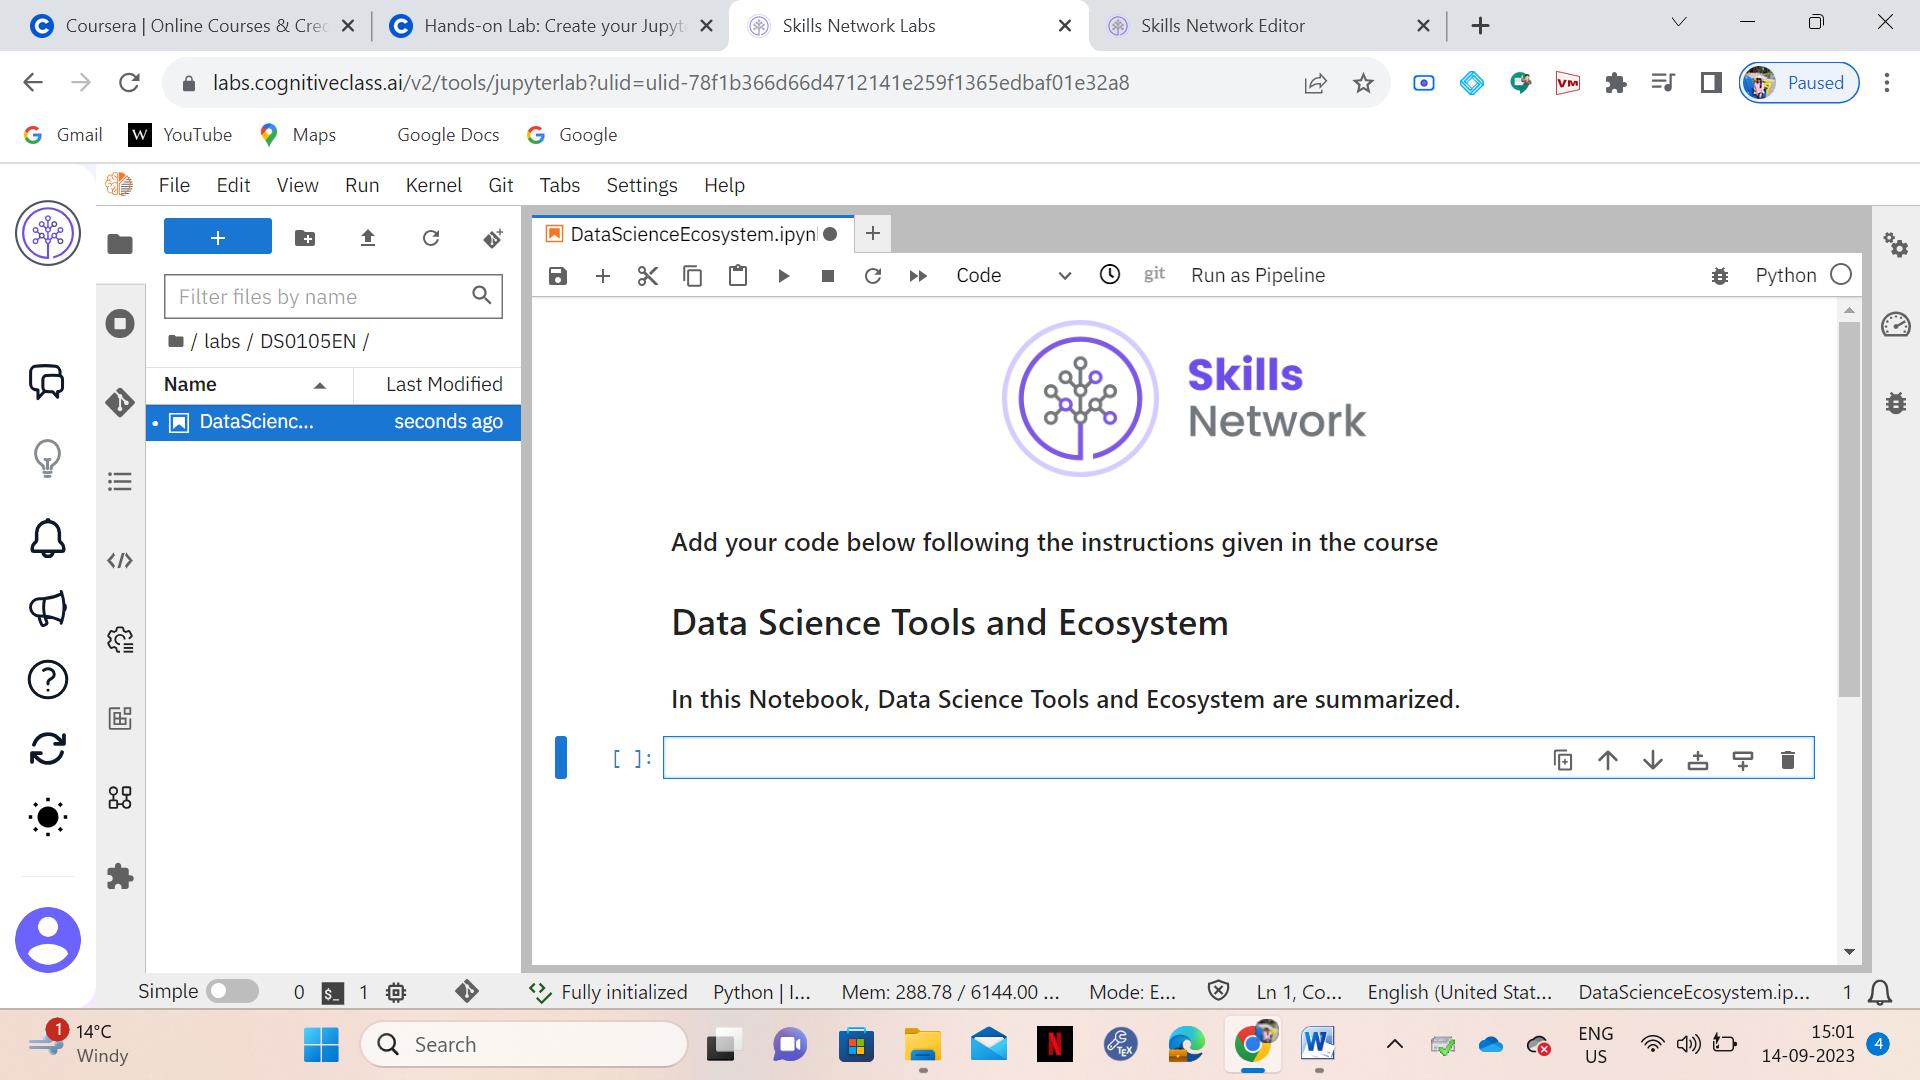 Coursera | Online Courses & Cre
Hands-on Lab: Create your Jupyt
Skills Network Labs
Skills Network Editor
labs.cognitiveclass.ai/v2/tools/jupyterlab?ulid=ulid-78f1b366d66d4712141e259f1365edbaf01e32a8
VM
Paused
Gmail
W YouTube
Maps
Google Docs
Google
File Edit View Run Kernel Git Tabs Settings Help
DataScienceEcosystem.ipyn
Filter files by name
Code
git
Run as Pipeline
Python
/ labs / DS0105EN /
Name
Last Modified
DataScienc...
seconds ago
Skills
Network
Add your code below following the instructions given in the course
Data Science Tools and Ecosystem
In this Notebook, Data Science Tools and Ecosystem are summarized.
[ ]:
Simple
0
$_
1
Fully initialized
Python | I...
Mem: 288.78 / 6144.00 ...
Mode: E...
Ln 1, Co...
English (United Stat...
DataScienceEcosystem.ip...
1
1
14°C
Windy
Search
N
TEX
W
ENG
US
15:01
14-09-2023
4